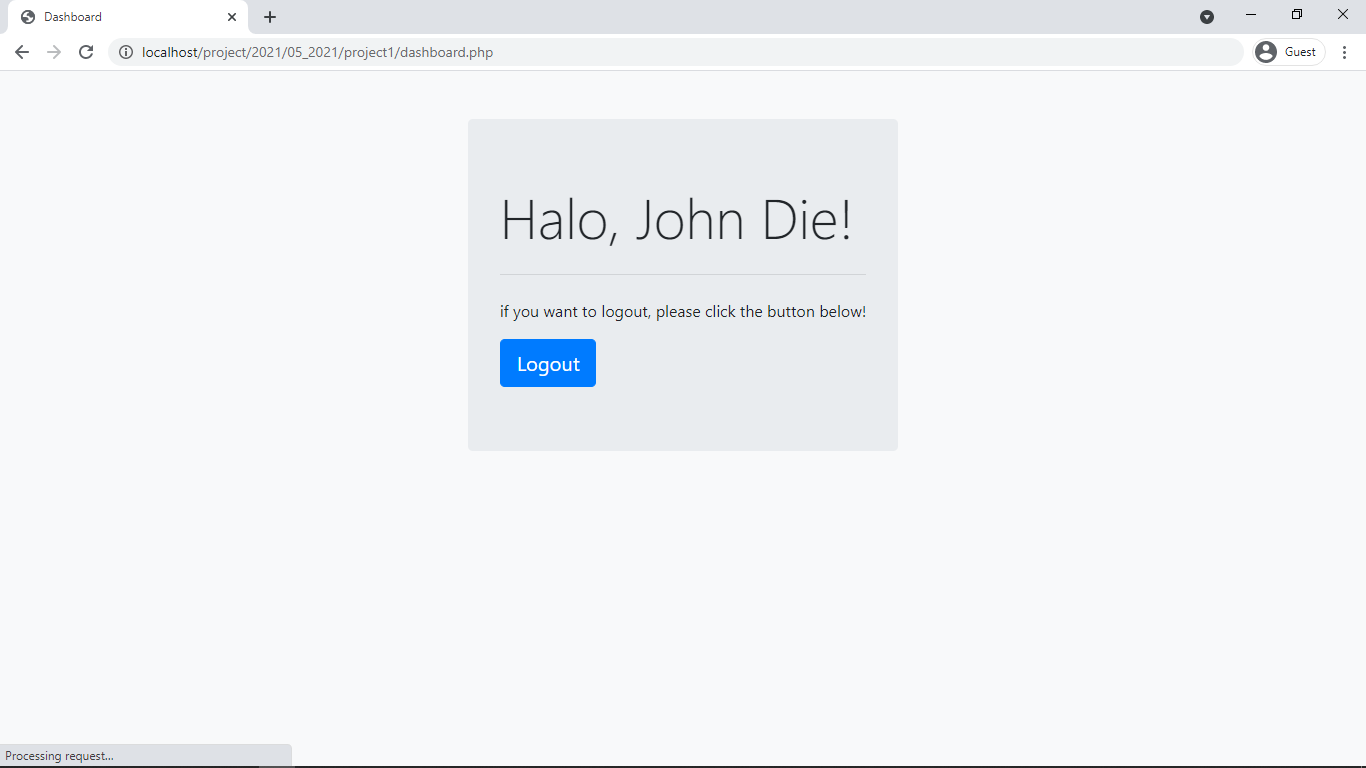 Dashboard
localhost/project/2021/05_2021/project1/dashboard.php
Guest
Halo, John Die!
if you want to logout, please click the button below!
Logout
Processing request...